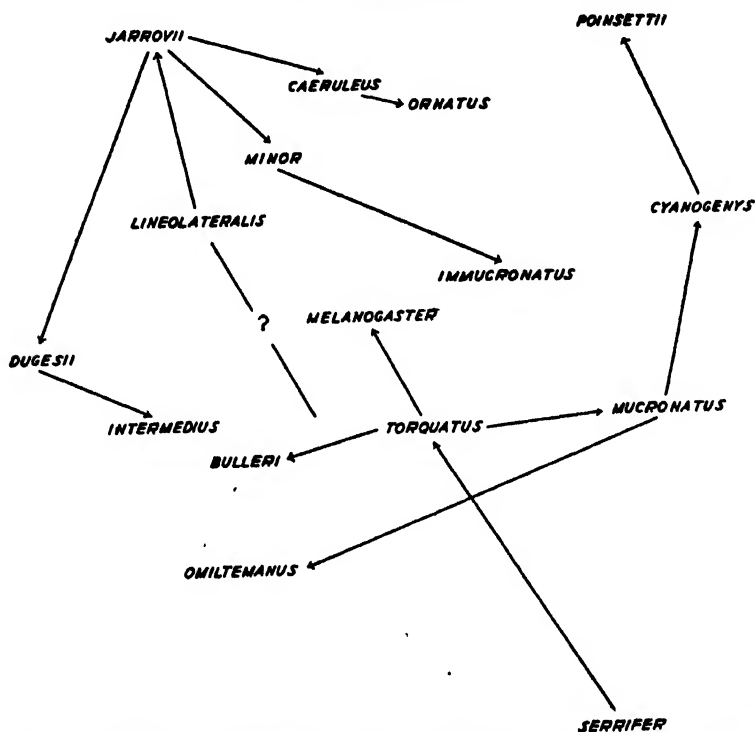 POINSETTII
JARROVII
CAERULEUS
ORNATUS
MINOR
CYANOGENYS
LINEOLATERALIS
IMMUCRONATUS
MELANOGASTER
?
DUGESII
MUCRONATUS
INTERMEDIUS
TORQUATUS
BULLERI
OMILTEMANUS
SERRIFER